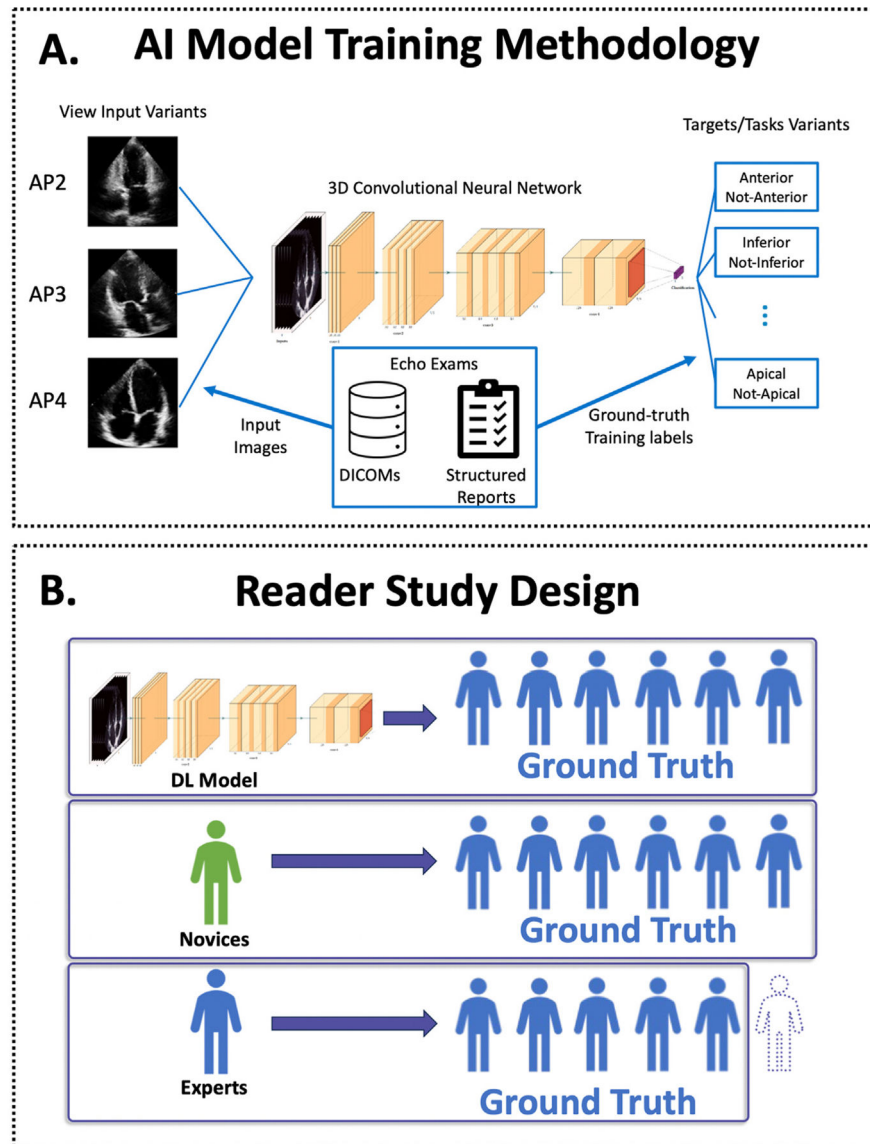 A. AI Model Training Methodology
View Input Variants
Targets/Tasks Variants
AP2
3D Convolutional Neural Network
Anterior
Not-Anterior
Inferior
Not-Inferior
AP3
Classification
AP4
Echo Exams
Apical
Not-Apical
Input
Images
Ground-truth
Training labels
DICOMs
Structured
Reports
B. Reader Study Design
DL Model
Ground Truth
Novices
Ground Truth
Experts
Ground Truth